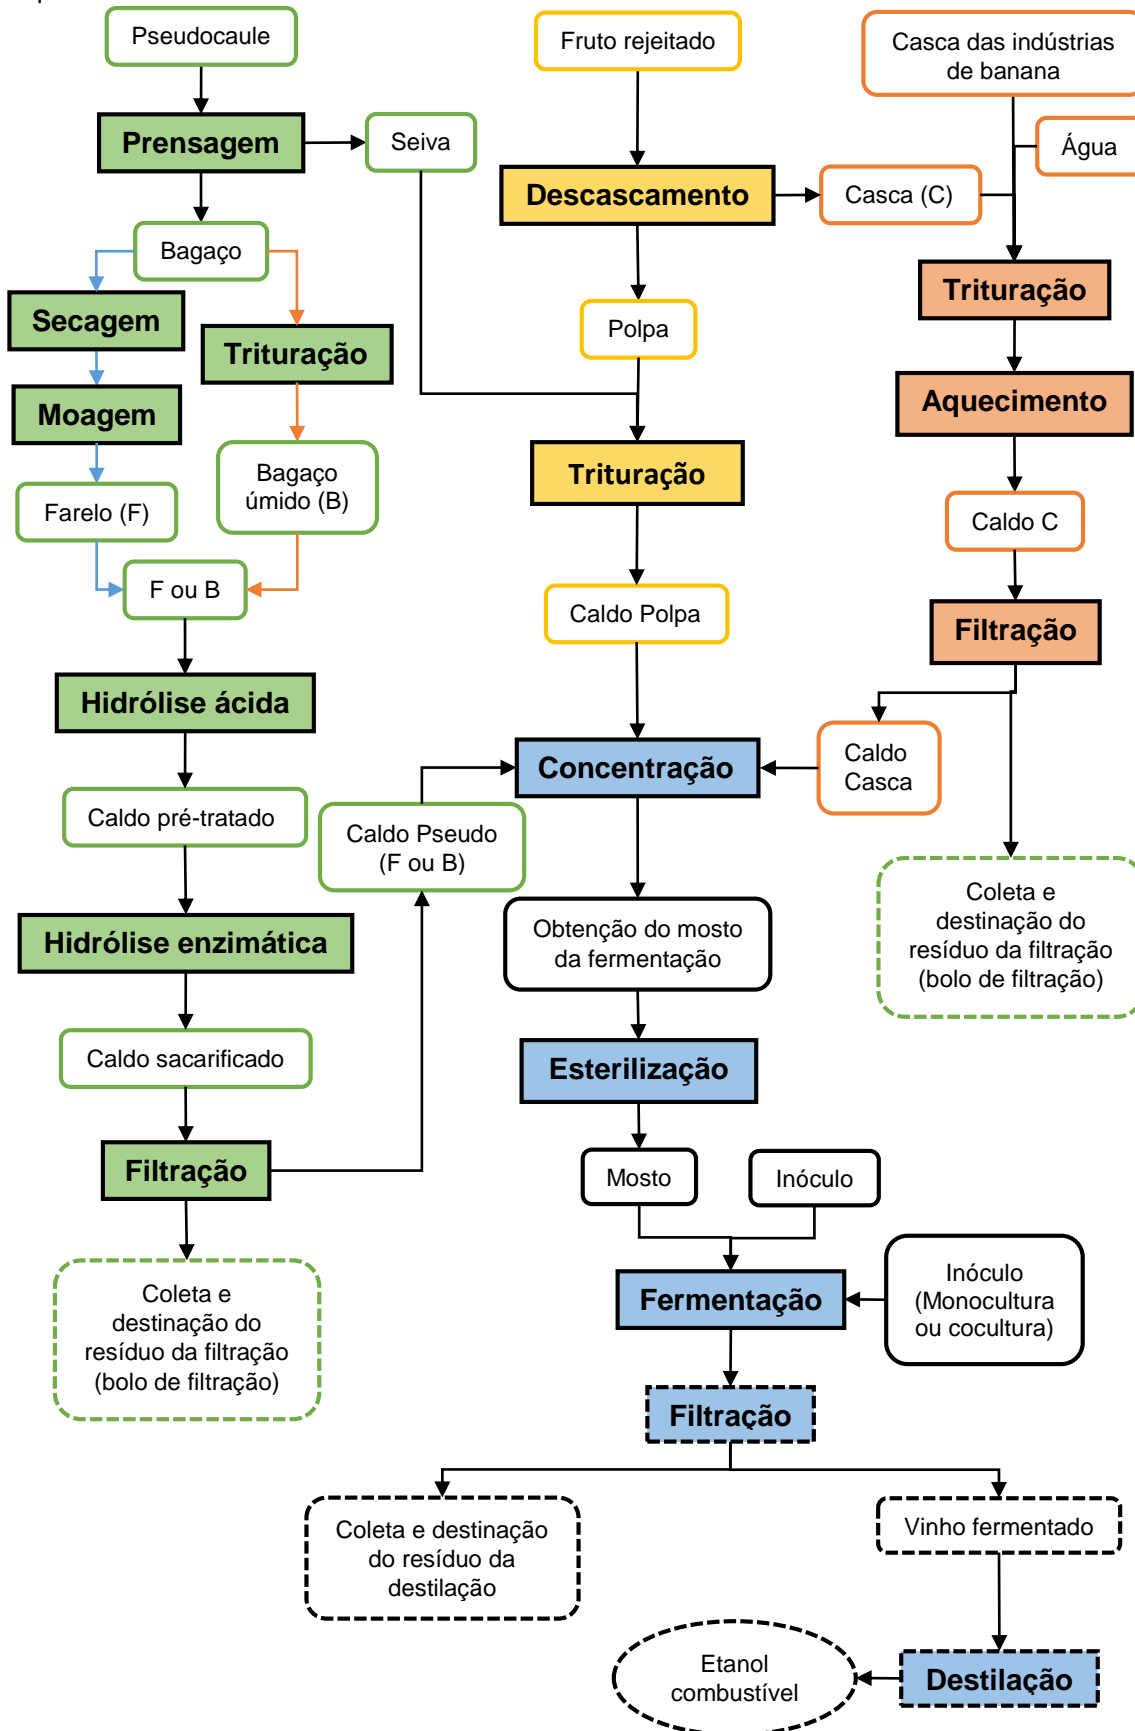 Pseudocaule
Fruto rejeitado
Casca das indústrias
de banana
Prensagem
Seiva
Água
Descascamento
Casca (C)
Bagaço
Secagem
Trituração
Polpa
Trituração
Moagem
Aquecimento
Farelo (F)
Bagaço
úmido (B)
Trituração
Caldo C
F ou B
Caldo Polpa
Filtração
Hidrólise ácida
Concentração
Caldo
Casca
Caldo pré-tratado
Caldo Pseudo
(F ou B)
Hidrólise enzimática
Obtenção do mosto
da fermentação
Coleta e
destinação do
resíduo da filtração
(bolo de filtração)
Caldo sacarificado
Esterilização
Filtração
Mosto
Inóculo
Coleta e
destinação do
resíduo da filtração
(bolo de filtração)
Fermentação
Inóculo
(Monocultura
ou cocultura)
Filtração
Coleta e destinação
do resíduo da
destilação
Vinho fermentado
Etanol
combustível
Destilação